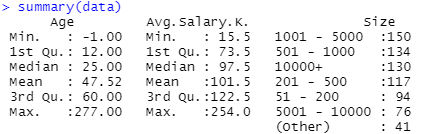 > summary(data)
Age Avg.Salary.K. Size
Min. : -1.00 Min. : 15.5 1001 - 5000 :150
1st Qu.: 12.00 1st Qu.: 73.5 501 - 1000 :134
Median : 25.00 Median : 97.5 10000+ :130
Mean : 47.52 Mean :101.5 201 - 500 :117
3rd Qu.: 60.00 3rd Qu.:122.5 51 - 200 : 94
Max. :277.00 Max. :254.0 5001 - 10000 : 76
(Other) : 41